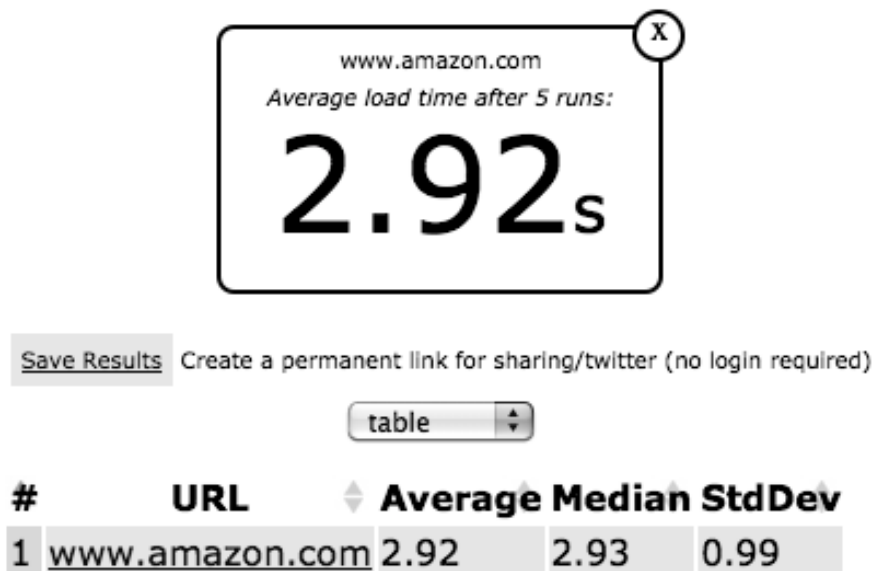 X
www.amazon.com
Average load time after 5 runs:
2.92s
Save Results Create a permanent link for sharing/twitter (no login required)
table
# URL Average Median StdDev
1 www.amazon.com 2.92 2.93 0.99